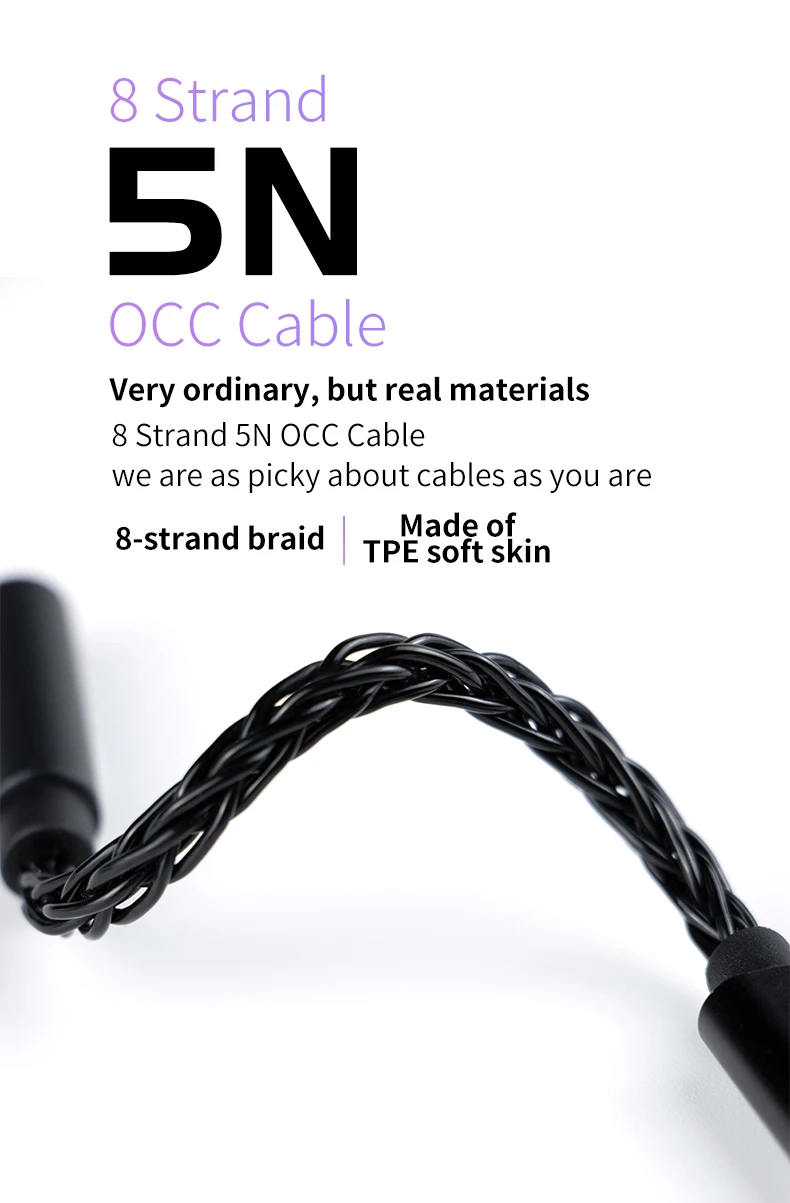 8 Strand
5N
OCC Cable
Very ordinary, but real materials
8 Strand 5N OCC Cable
we are as picky about cables as you are
8-strand braid
Made of
TPE soft skin